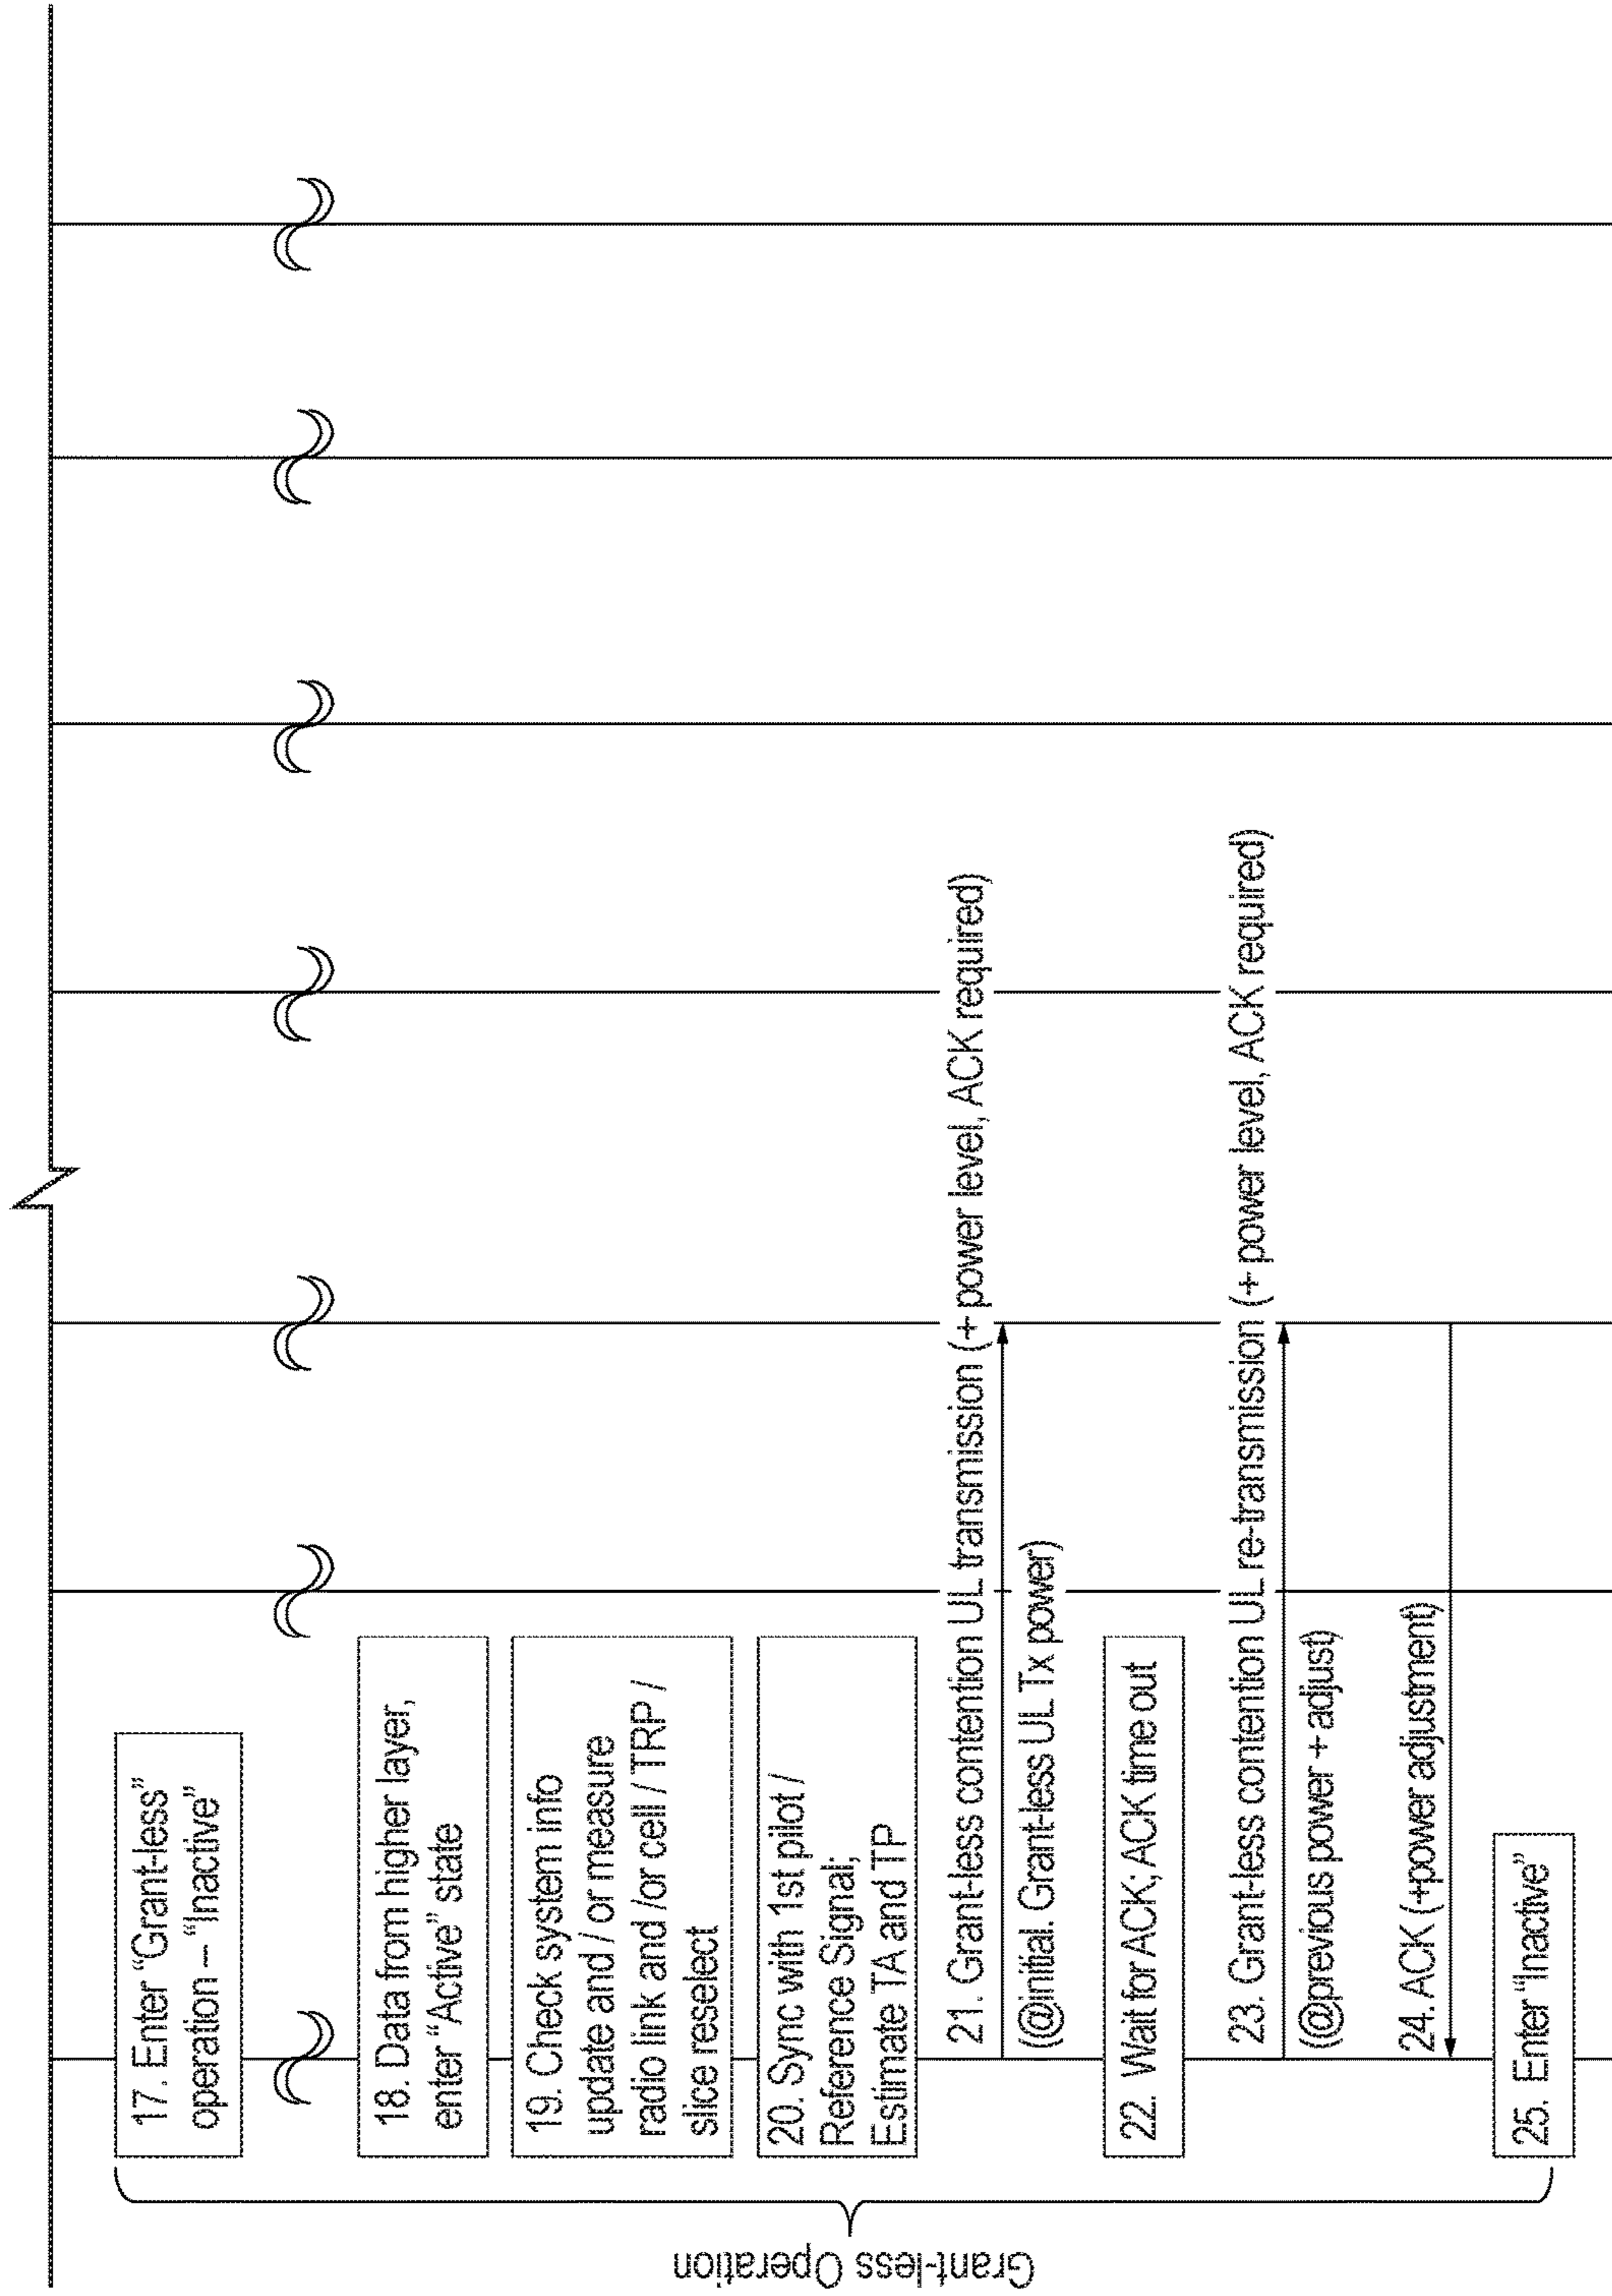 Grant-less Operation
17. Enter “Grant-less”
operation – “Inactive”
18. Data from higher layer,
enter “Active” state
19. Check system info
update and / or measure
radio link and /or cell / TRP /
slice reselect
20. Sync with 1st pilot /
Reference Signal;
Estimate TA and TP
21. Grant-less contention UL transmission (+ power level, ACK required)
(@initial. Grant-less UL Tx power)
22. Wait for ACK; ACK time out
23. Grant-less contention UL re-transmission (+ power level, ACK required)
(@previous power + adjust)
24. ACK (+power adjustment)
25. Enter “Inactive”